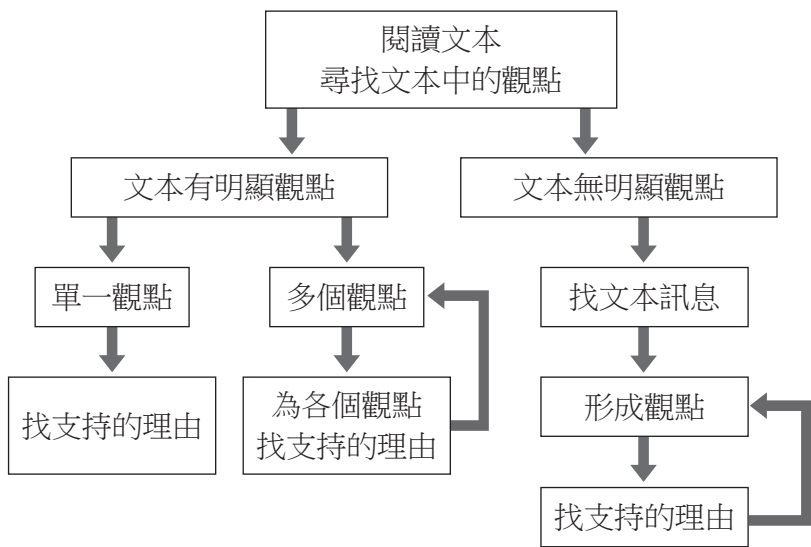 閱讀文本
尋找文本中的觀點
文本有明顯觀點
文本無明顯觀點
單一觀點
多個觀點
找文本訊息
找支持的理由
為各個觀點
找支持的理由
形成觀點
找支持的理由